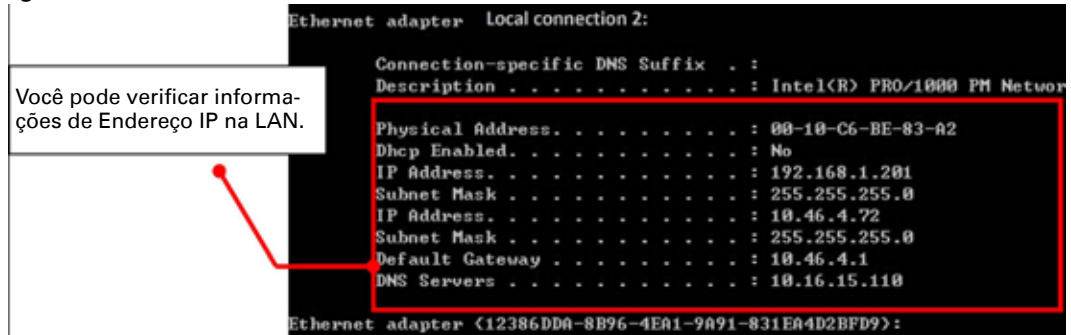 Ethernet adapter Local connection 2:
Connection-specific DNS Suffix . :
Description . . . . . . . . . . . : Intel(R) PRO/1000 PM Networ
Você pode verificar informa-
ções de Endereço IP na LAN.
Physical Address. . . . . . . . . : 00-10-C6-BE-83-A2
Dhcp Enabled. . . . . . . . . . . : No
IP Address. . . . . . . . . . . . : 192.168.1.201
Subnet Mask . . . . . . . . . . . : 255.255.255.0
IP Address. . . . . . . . . . . . : 10.46.4.72
Subnet Mask . . . . . . . . . . . : 255.255.255.0
Default Gateway . . . . . . . . . : 10.46.4.1
DNS Servers . . . . . . . . . . . : 10.16.15.110
Ethernet adapter {12386DDA-8B96-4EA1-9A91-831EA4D2BFD9}: